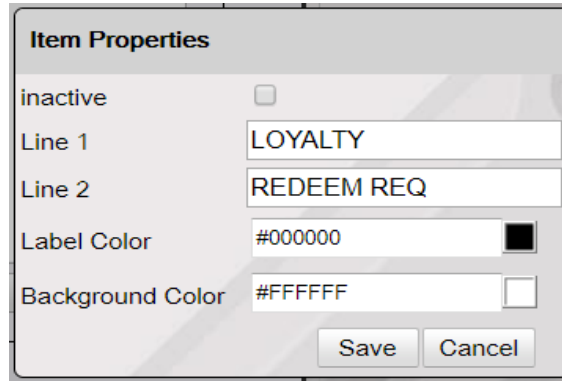 Item Properties
inactive
Line 1 LOYALTY
Line 2 REDEEM REQ
Label Color #000000
Background Color #FFFFFF
Save Cancel